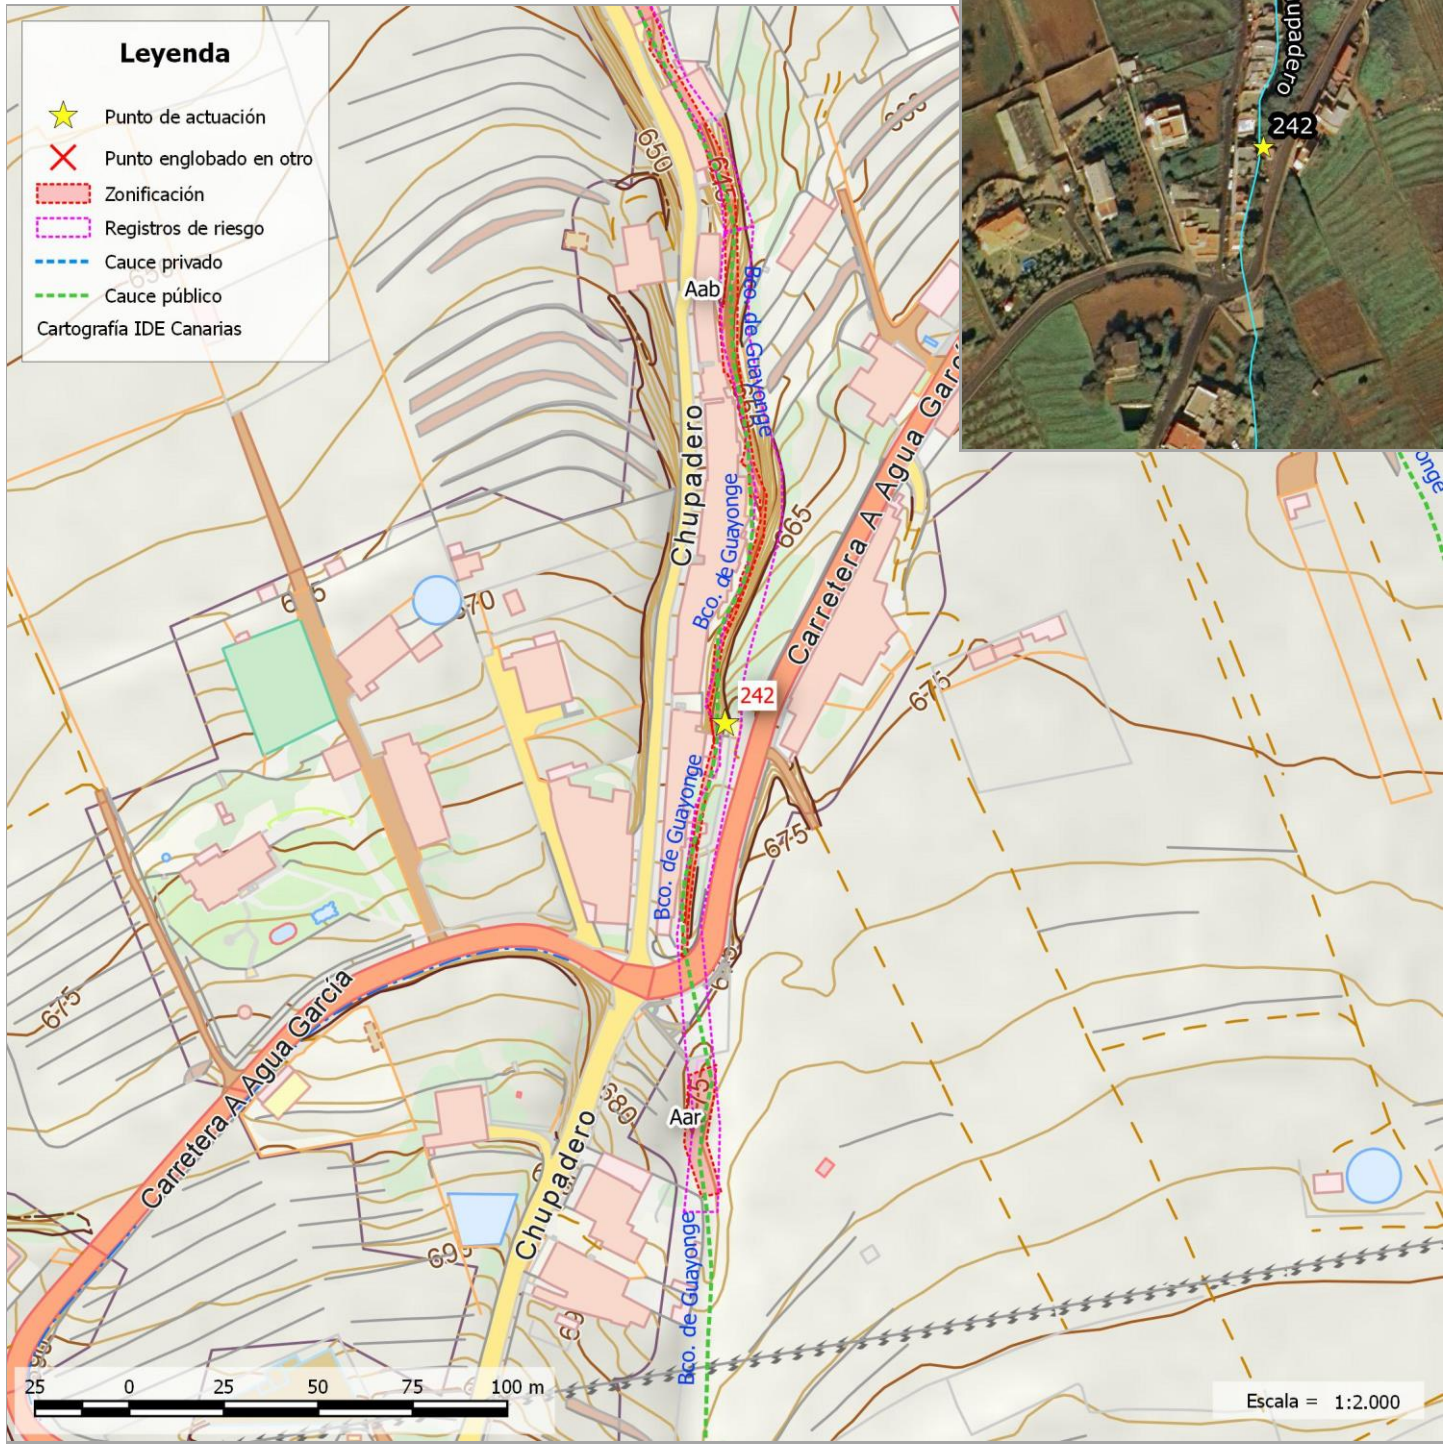 Leyenda
Punto de actuación
Punto englobado en otro
Zonificación
Registros de riesgo
Cauce privado
Cauce público
Cartografía IDE Canarias
upadero
242
650
645
Aab
Bco. de Guayonge
Chupadero
Bco. de Guayonge
665
Carretera A Agua Garcí
onge
670
242
675
Bco. de Guayonge
675
675
Carretera A Agua García
680
Aar
Chupadero
Bco. de Guayonge
25 0 25 50 75 100 m
Escala = 1:2.000